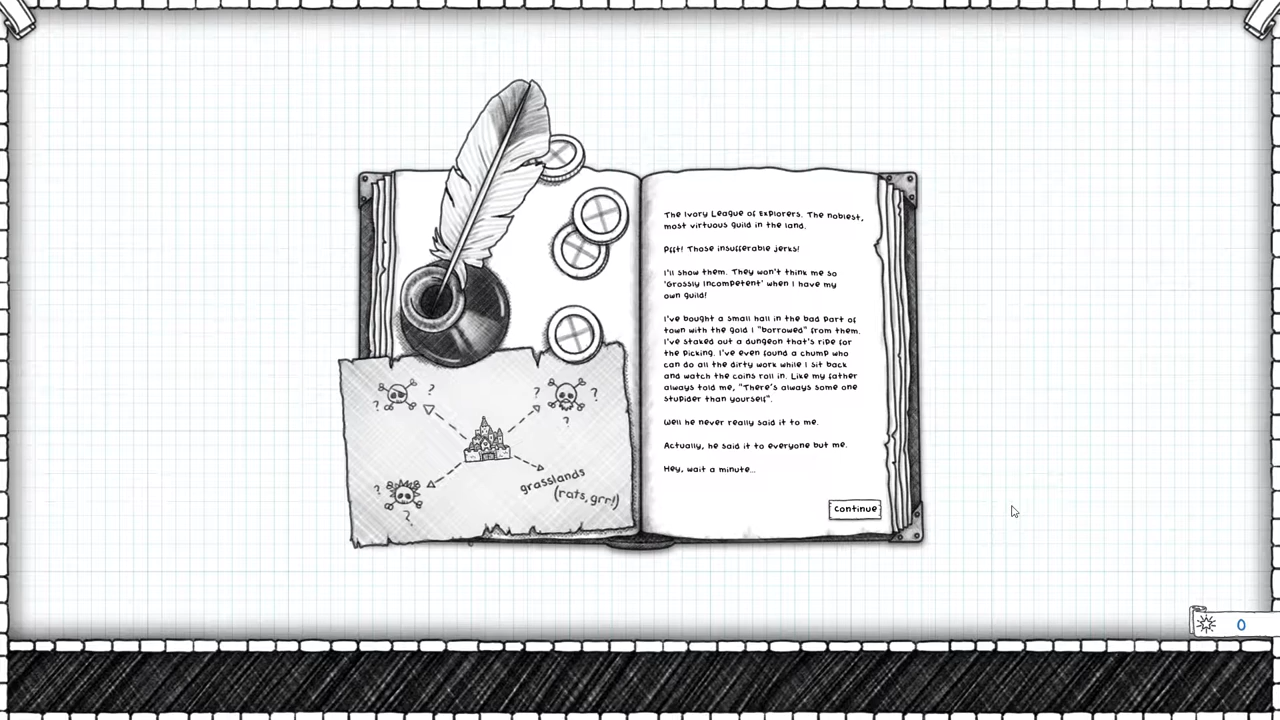 The Ivory League of Explorers. The noblest,
most virtuous guild in the land.
Pfft! Those insufferable jerks!
I'll show them. They won't think me so
'Grossly Incompetent' when I have my
own guild!
I've bought a small hall in the bad part of
town with the gold I "borrowed" from them.
I've staked out a dungeon that's ripe for
the picking. I've even found a chump who
can do all the dirty work while I sit back
and watch the coins roll in. Like my father
always told me, "There's always some one
stupider than yourself".
Well he never really said it to me.
Actually, he said it to everyone but me.
Hey, wait a minute...
Continue
? ?
? ?
?
grasslands
(rats, grr!)
?
?
0